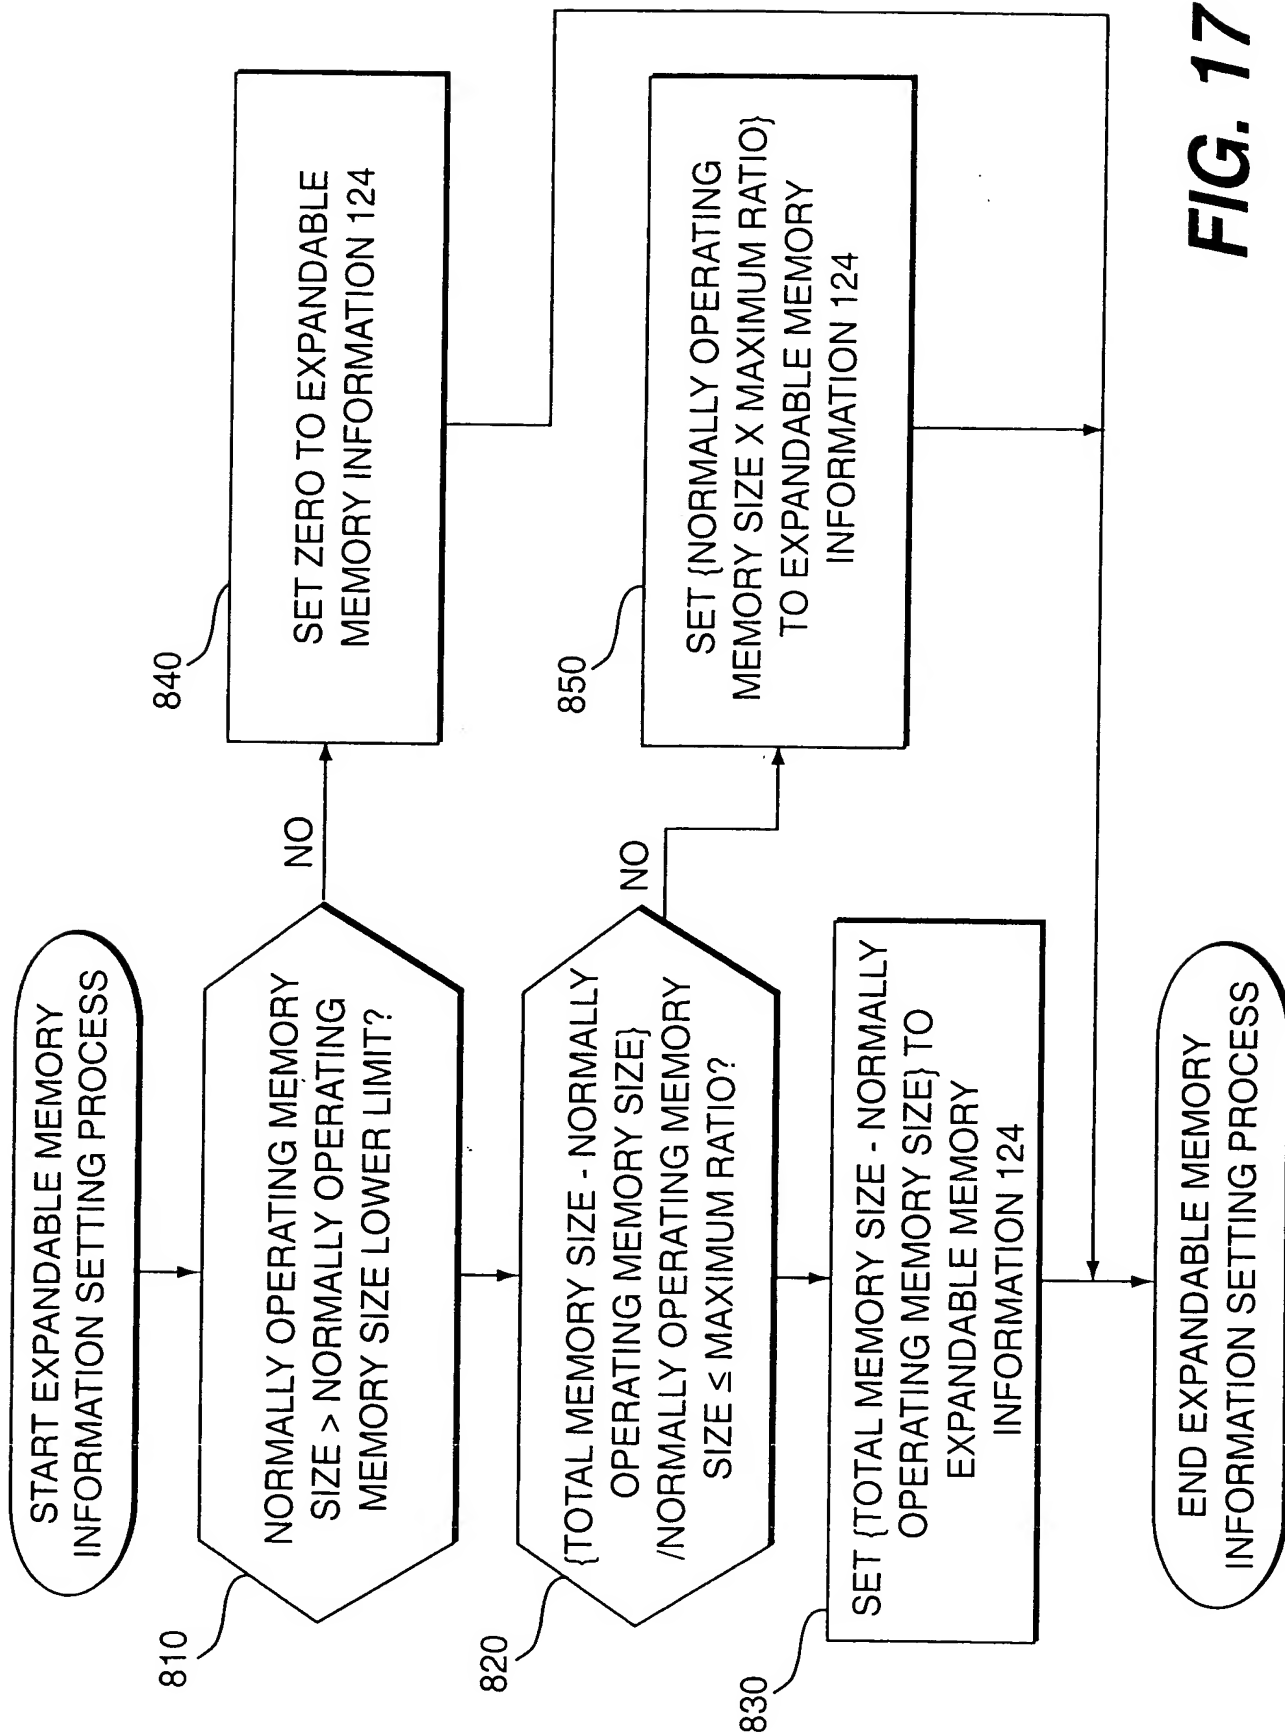 START EXPANDABLE MEMORY
INFORMATION SETTING PROCESS
810
NORMALLY OPERATING MEMORY
SIZE > NORMALLY OPERATING
MEMORY SIZE LOWER LIMIT?
NO
840
SET ZERO TO EXPANDABLE
MEMORY INFORMATION 124
820
{TOTAL MEMORY SIZE - NORMALLY
OPERATING MEMORY SIZE}
/NORMALLY OPERATING MEMORY
SIZE ≤ MAXIMUM RATIO?
NO
850
SET {NORMALLY OPERATING
MEMORY SIZE X MAXIMUM RATIO}
TO EXPANDABLE MEMORY
INFORMATION 124
830
SET {TOTAL MEMORY SIZE - NORMALLY
OPERATING MEMORY SIZE} TO
EXPANDABLE MEMORY
INFORMATION 124
END EXPANDABLE MEMORY
INFORMATION SETTING PROCESS
FIG. 17